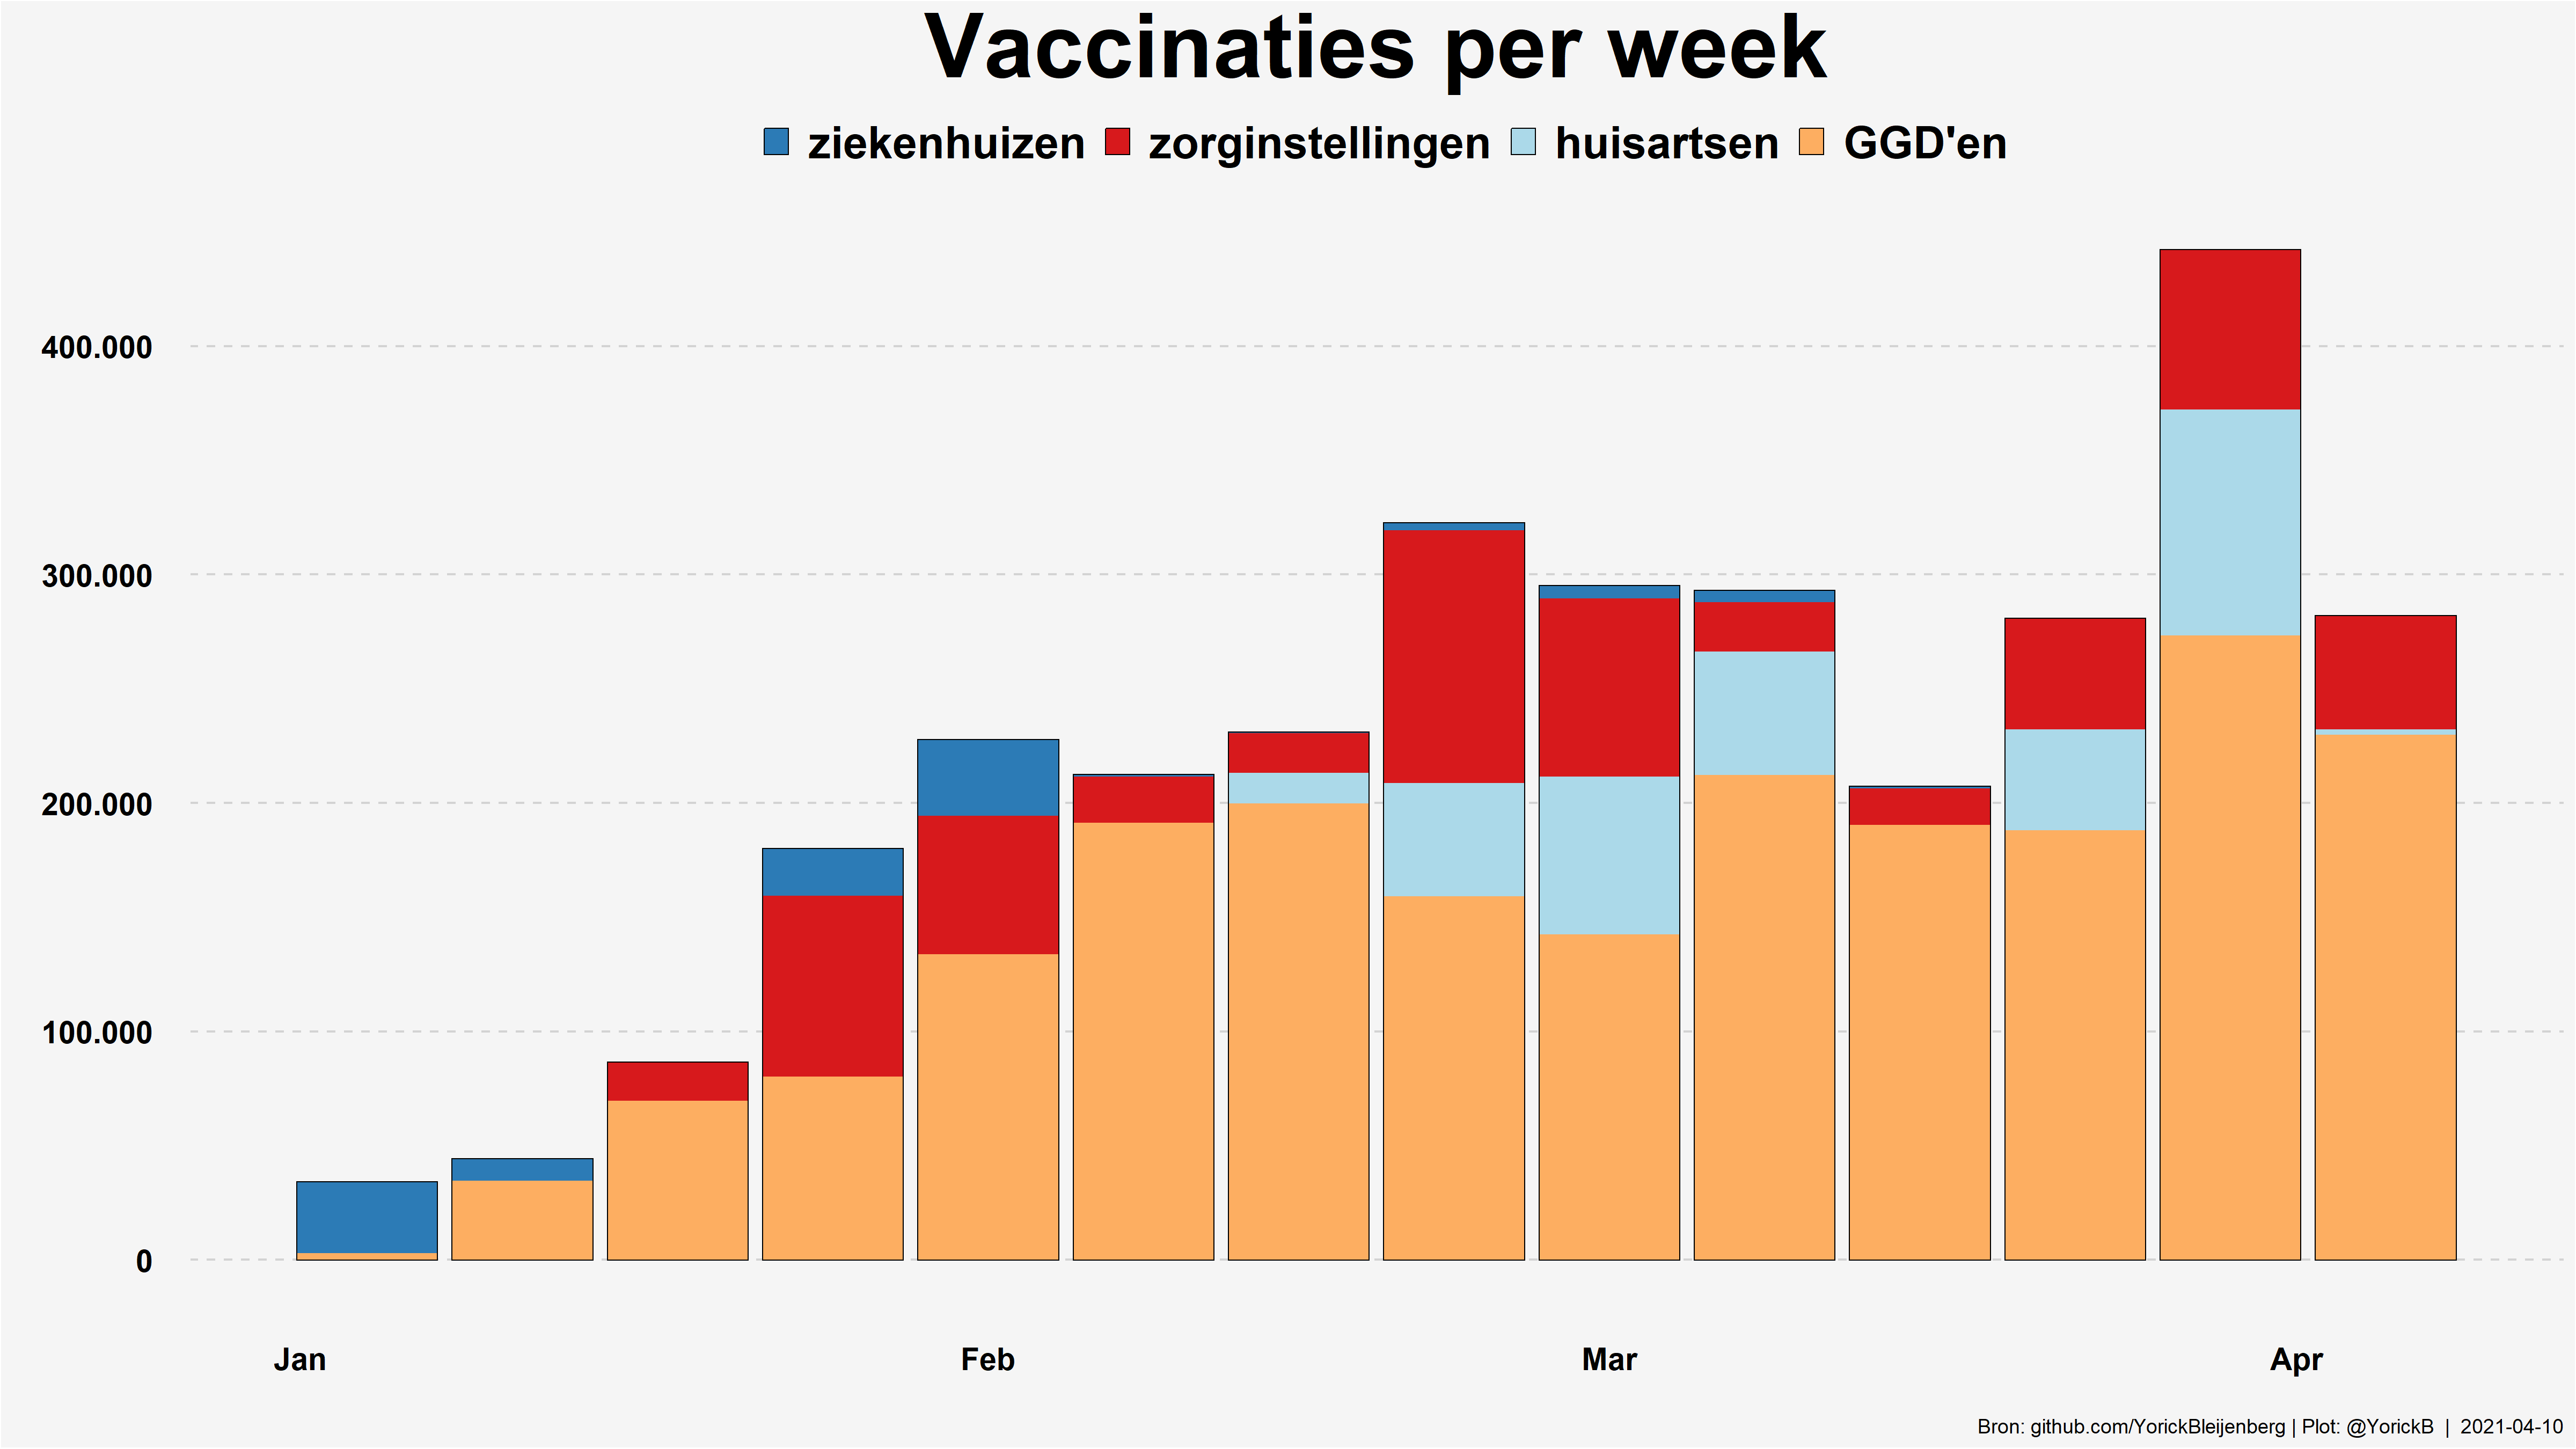 Vaccinaties per week
ziekenhuizen zorginstellingen huisartsen GGD'en
400.000
300.000
200.000
100.000
0
Jan Feb Mar Apr
Bron: github.com/YorickBleijenberg | Plot: @YorickB | 2021-04-10